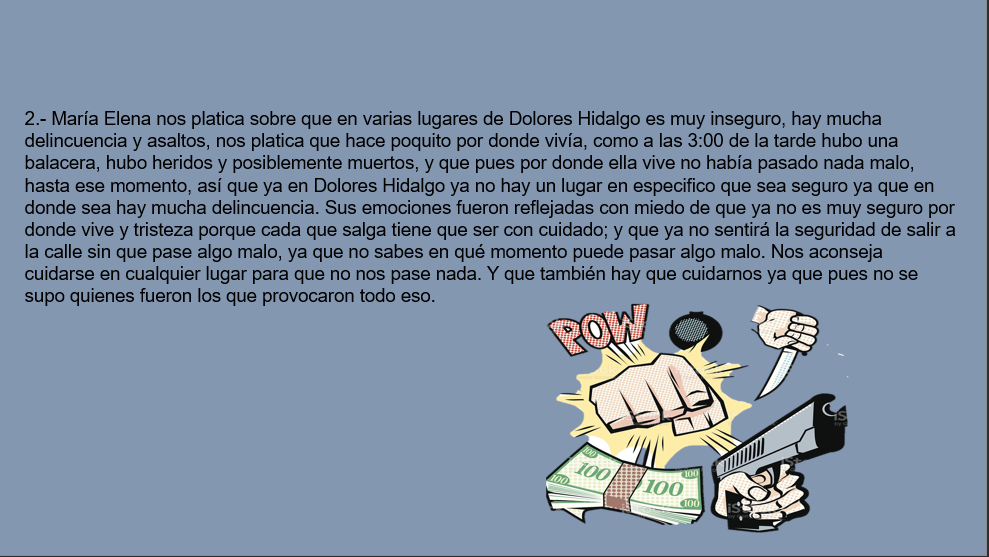 2.- María Elena nos platica sobre que en varias lugares de Dolores Hidalgo es muy inseguro, hay mucha
delincuencia y asaltos, nos platica que hace poquito por donde vivía, como a las 3:00 de la tarde hubo una
balacera, hubo heridos y posiblemente muertos, y que pues por donde ella vive no había pasado nada malo,
hasta ese momento, así que ya en Dolores Hidalgo ya no hay un lugar en especifico que sea seguro ya que en
donde sea hay mucha delincuencia. Sus emociones fueron reflejadas con miedo de que ya no es muy seguro por
donde vive y tristeza porque cada que salga tiene que ser con cuidado; y que ya no sentirá la seguridad de salir a
la calle sin que pase algo malo, ya que no sabes en qué momento puede pasar algo malo. Nos aconseja
cuidarse en cualquier lugar para que no nos pase nada. Y que también hay que cuidarnos ya que pues no se
supo quienes fueron los que provocaron todo eso.
POW
100
100
100
100
100